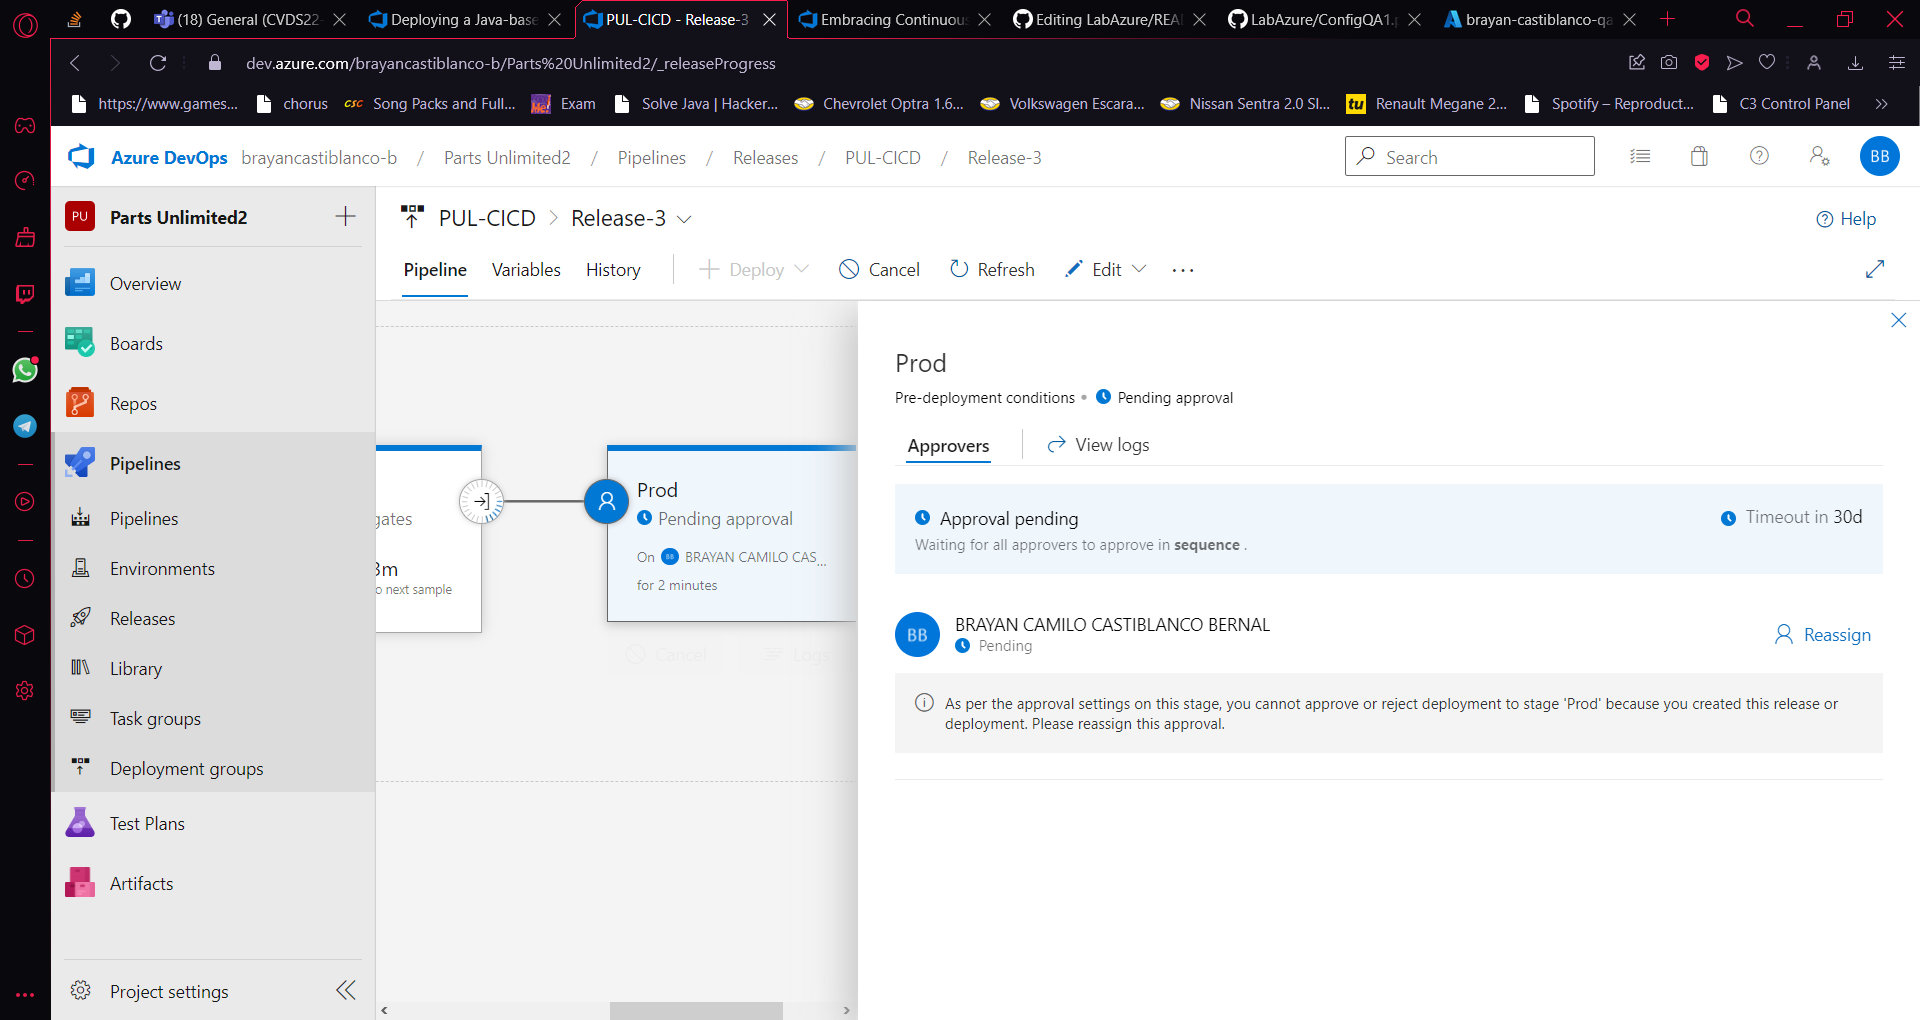 (18) General (CVDS22-
Deploying a Java-base
PUL-CICD - Release-3
Embracing Continuous
Editing LabAzure/REA
LabAzure/ConfigQA1.p
brayan-castiblanco-qa
dev.azure.com/brayancastiblanco-b/Parts%20Unlimited2/_releaseProgress
https://www.games...
chorus
CSC Song Packs and Full...
Exam
Solve Java | Hacker...
Chevrolet Optra 1.6...
Volkswagen Escara...
Nissan Sentra 2.0 Sl...
tu Renault Megane 2...
Spotify – Reproduct...
C3 Control Panel
Azure DevOps brayancastiblanco-b / Parts Unlimited2 / Pipelines / Releases / PUL-CICD / Release-3
Search
BB
PU Parts Unlimited2
Overview
Boards
Repos
Pipelines
Pipelines
Environments
Releases
Library
Task groups
Deployment groups
Test Plans
Artifacts
Project settings
PUL-CICD > Release-3
Help
Pipeline Variables History Deploy Cancel Refresh Edit ...
gates
3m
o next sample
Prod
Pending approval
On BB BRAYAN CAMILO CAS...
for 2 minutes
Cancel Logs
Prod
Pre-deployment conditions • Pending approval
Approvers View logs
Approval pending
Timeout in 30d
Waiting for all approvers to approve in sequence .
BB BRAYAN CAMILO CASTIBLANCO BERNAL
Pending
Reassign
As per the approval settings on this stage, you cannot approve or reject deployment to stage 'Prod' because you created this release or
deployment. Please reassign this approval.